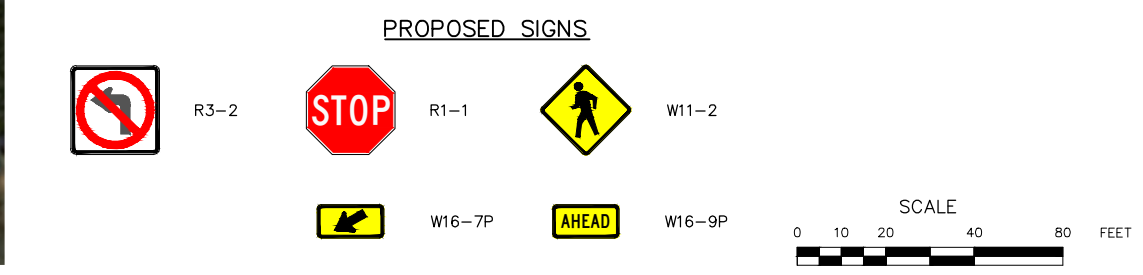 PROPOSED SIGNS
R3-2
STOP
R1-1
W11-2
W16-7P
AHEAD
W16-9P
SCALE
0 10 20 40 80 FEET